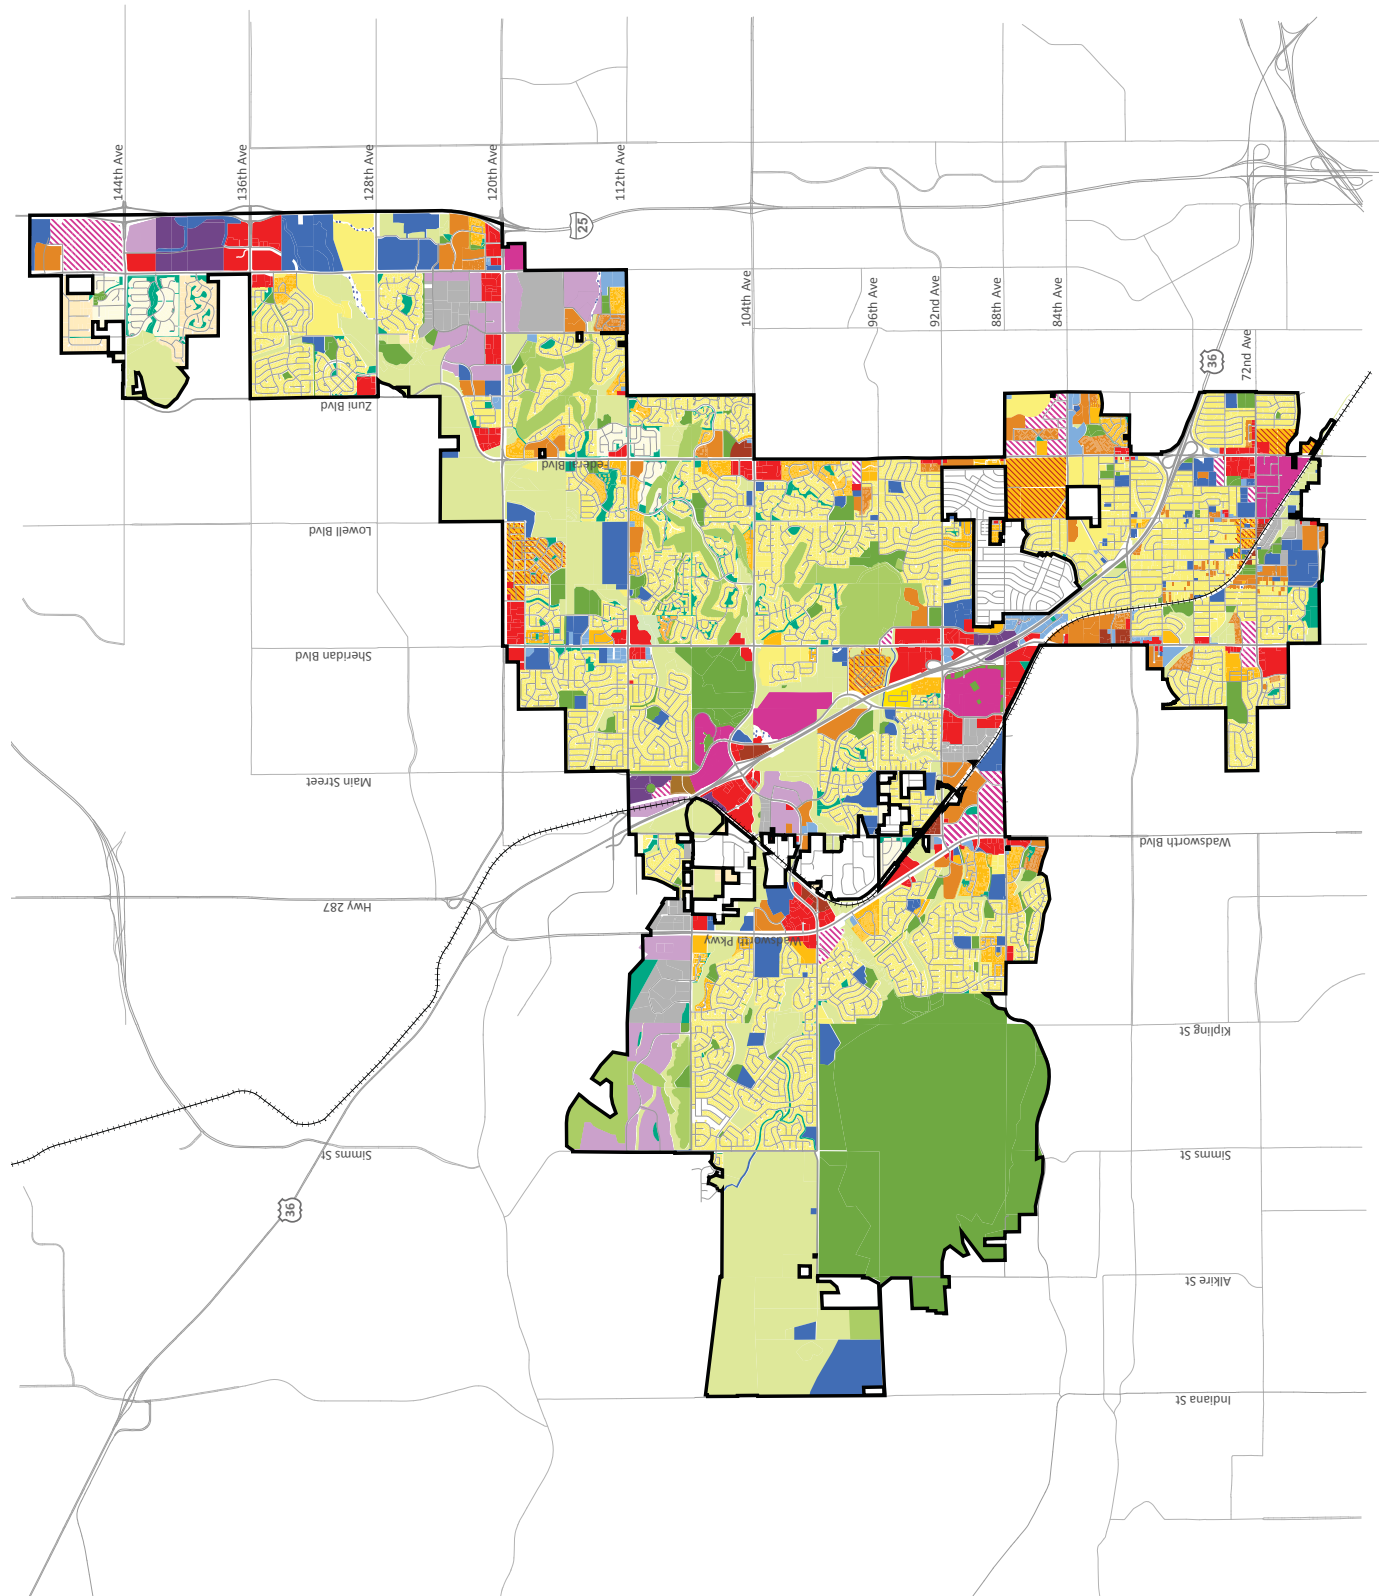 144th Ave
136th Ave
128th Ave
120th Ave
112th Ave
25
104th Ave
96th Ave
92nd Ave
88th Ave
84th Ave
36
72nd Ave
Zuni Blvd
Federal Blvd
Lowell Blvd
Sheridan Blvd
Main Street
Wadsworth Blvd
Hwy 287
Wadsworth Pkwy
Kipling St
Simms St
Simms St
36
Alkire St
Indiana St